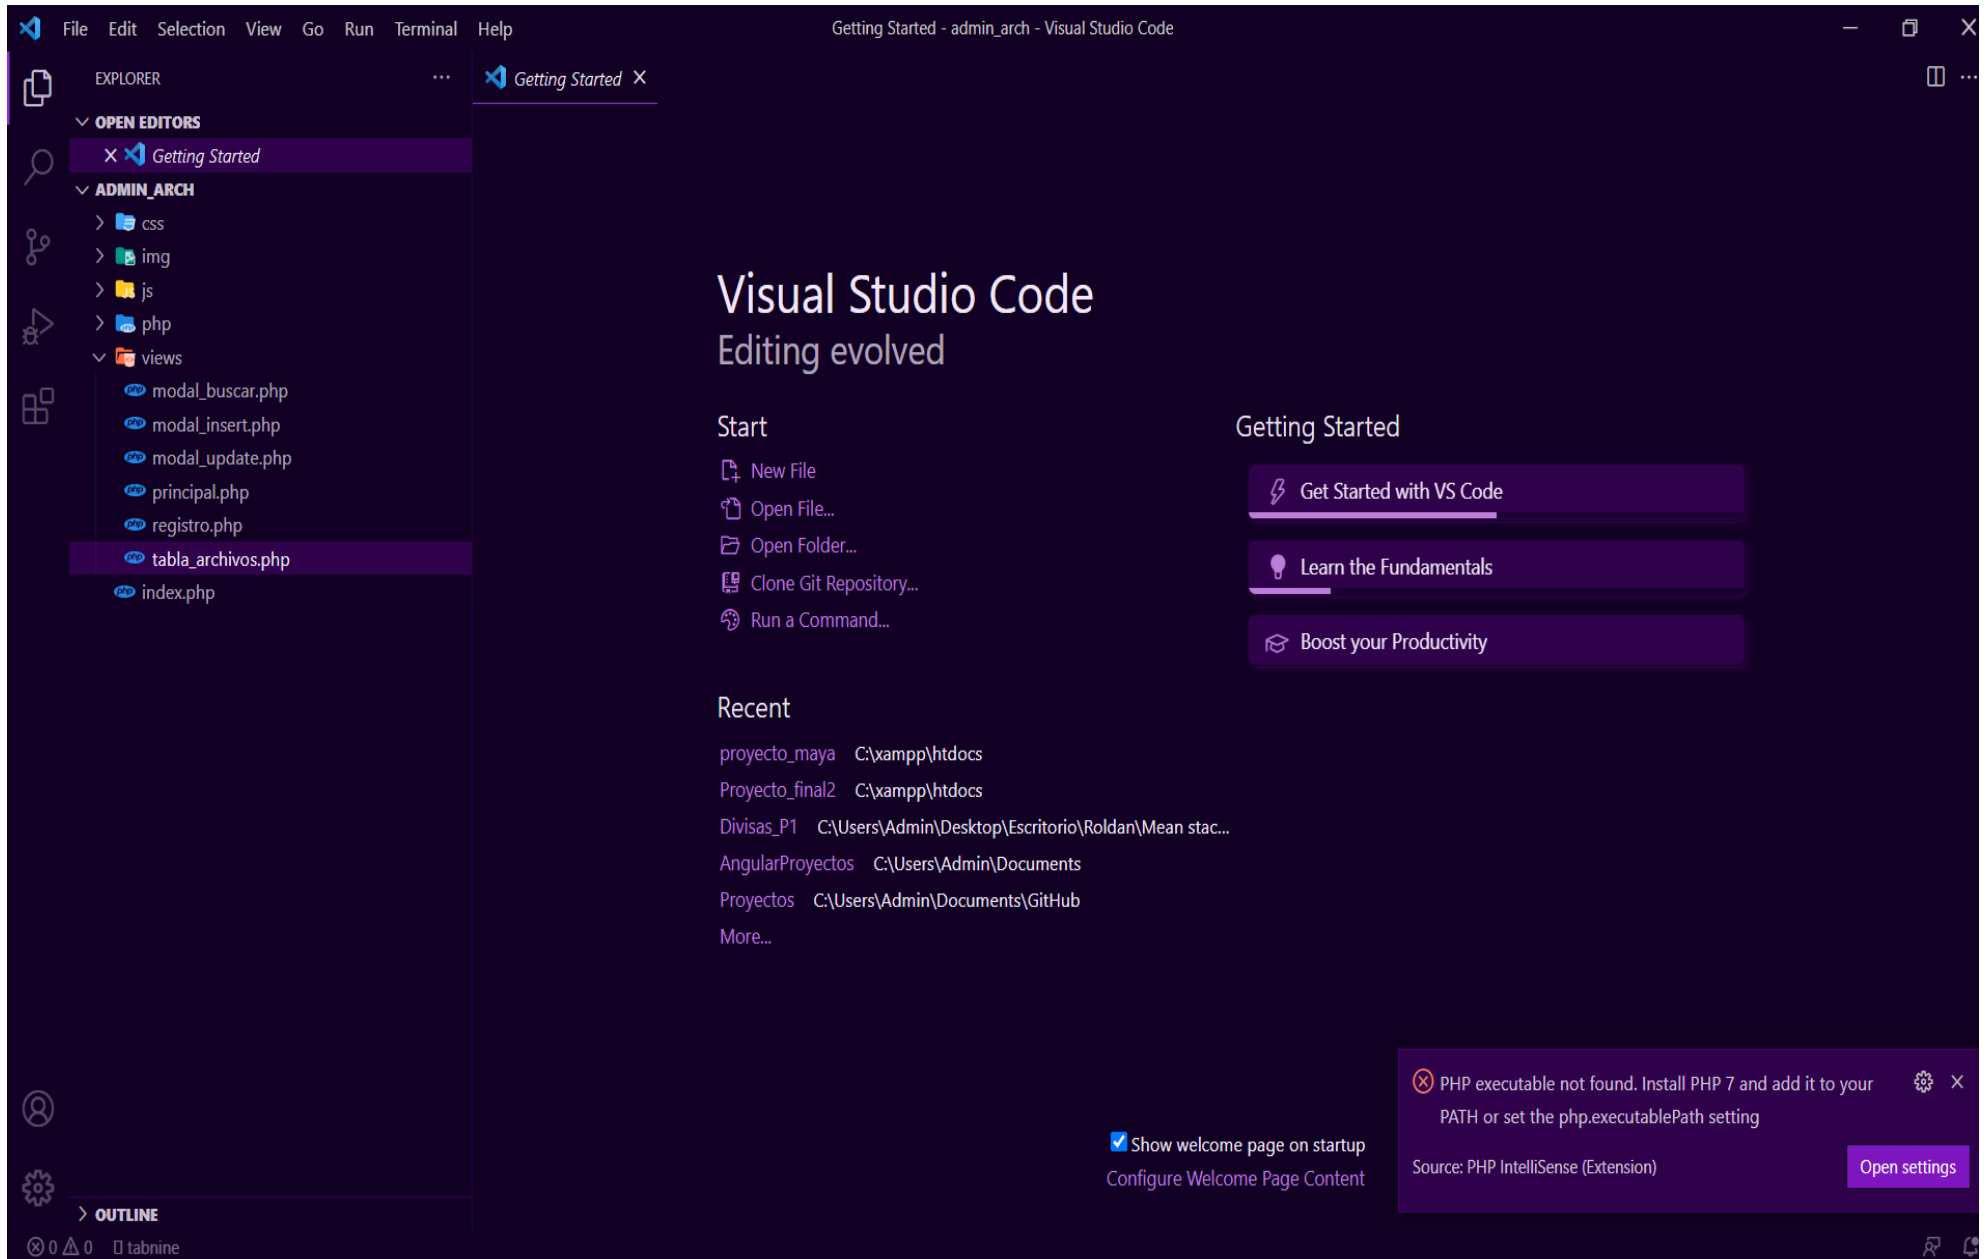 File Edit Selection View Go Run Terminal Help
Getting Started - admin_arch - Visual Studio Code
EXPLORER
Getting Started
OPEN EDITORS
Getting Started
ADMIN_ARCH
css
img
js
php
views
modal_buscar.php
modal_insert.php
modal_update.php
principal.php
registro.php
tabla_archivos.php
index.php
OUTLINE
Visual Studio Code
Editing evolved
Start
New File
Open File...
Open Folder...
Clone Git Repository...
Run a Command...
Recent
proyecto_maya C:\xampp\htdocs
Proyecto_final2 C:\xampp\htdocs
Divisas_P1 C:\Users\Admin\Desktop\Escritorio\Roldan\Mean stac...
AngularProyectos C:\Users\Admin\Documents
Proyectos C:\Users\Admin\Documents\GitHub
More...
Getting Started
Get Started with VS Code
Learn the Fundamentals
Boost your Productivity
Show welcome page on startup
Configure Welcome Page Content
PHP executable not found. Install PHP 7 and add it to your
PATH or set the php.executablePath setting
Source: PHP IntelliSense (Extension)
Open settings
0 0 tabnine